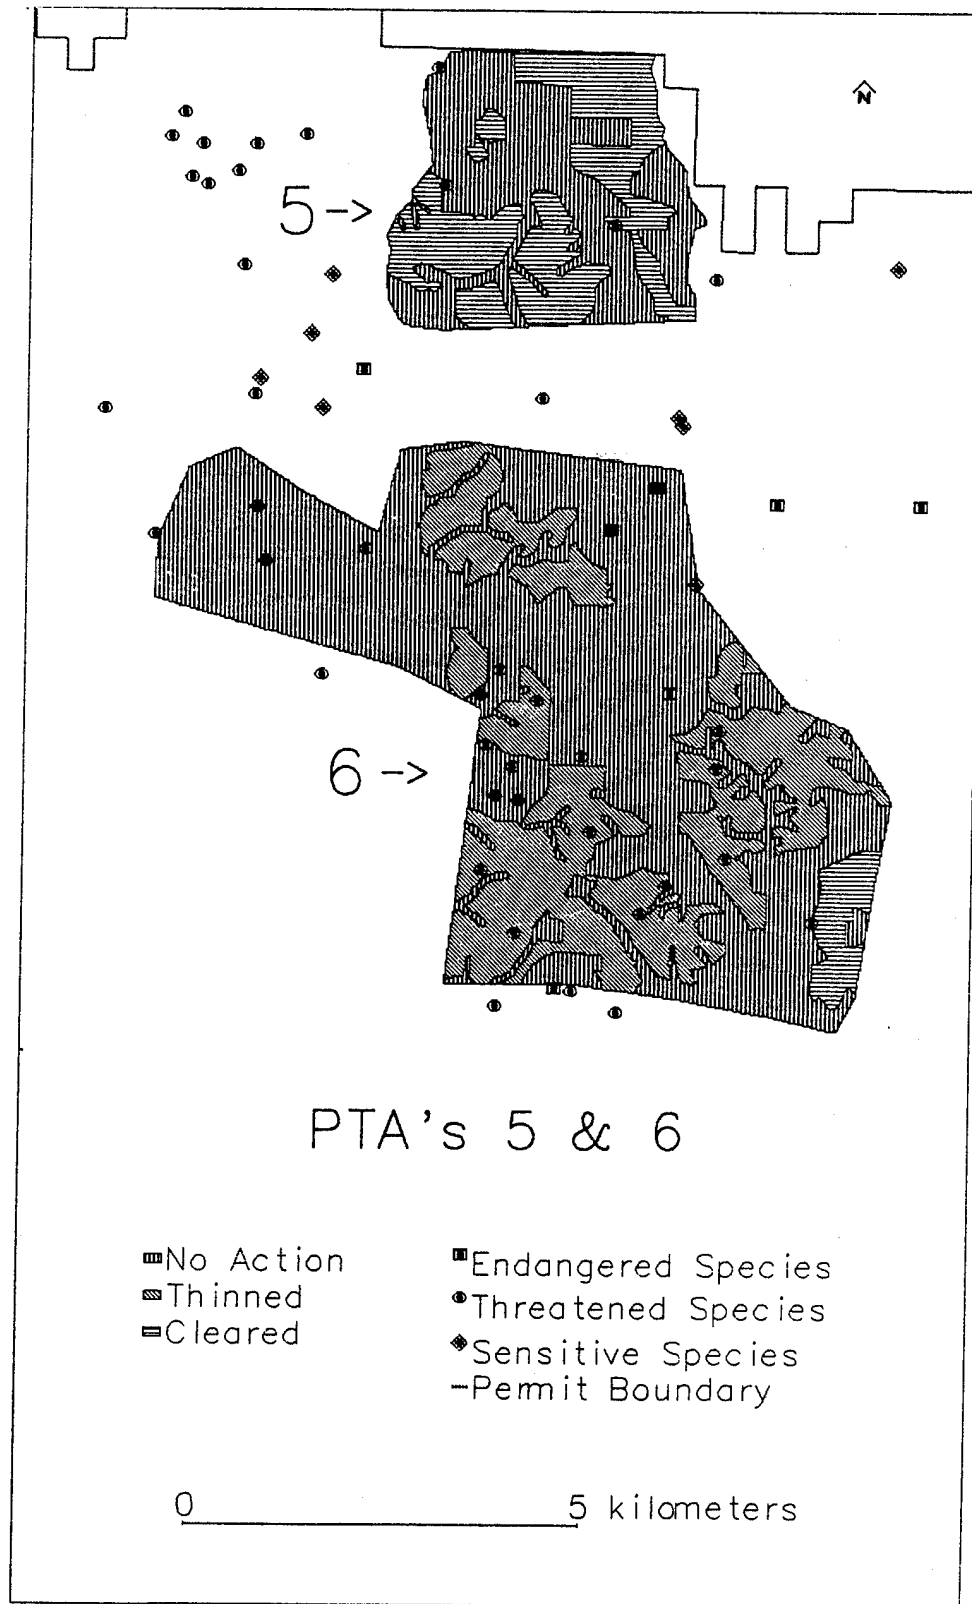 N
5 ->
6 ->
PTA's 5 & 6
No Action
Thinned
Cleared
Endangered Species
Threatened Species
Sensitive Species
Permit Boundary
0 5 kilometers